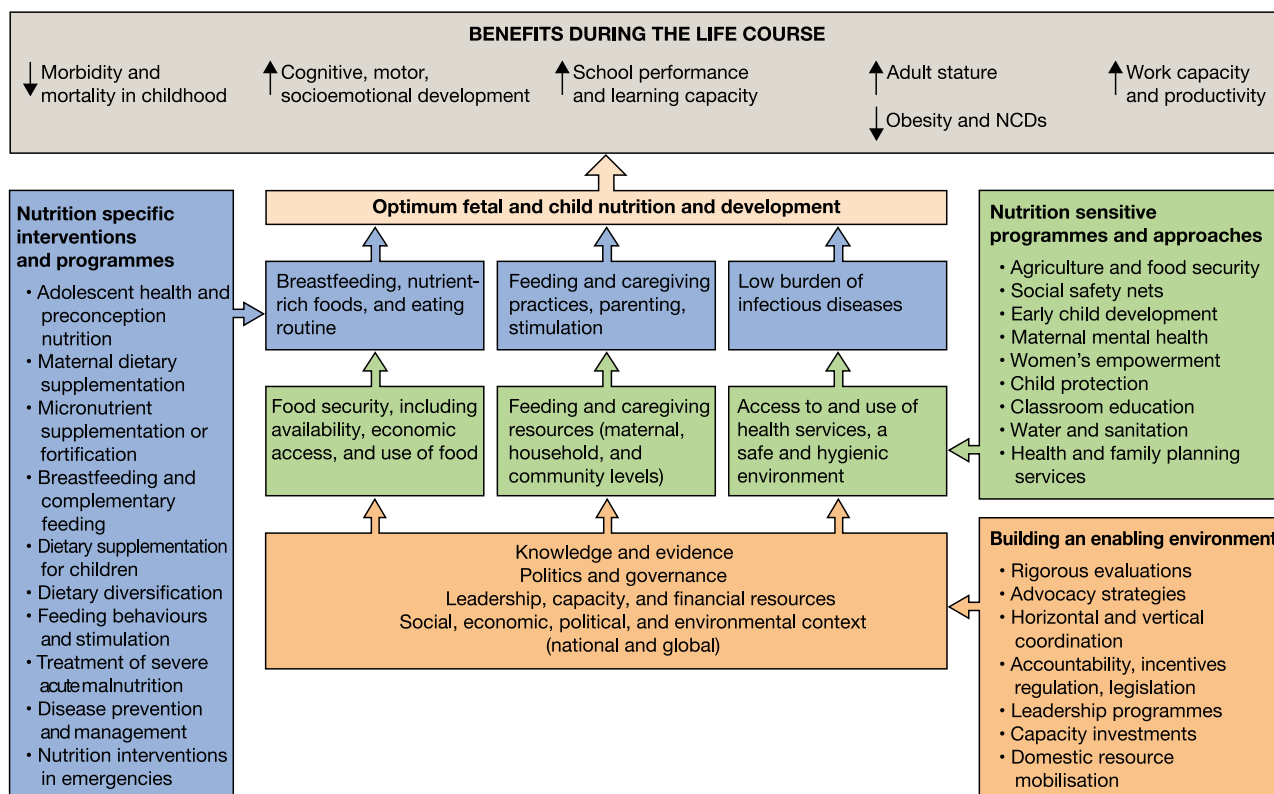 BENEFITS DURING THE LIFE COURSE
Morbidity and
mortality in childhood
Cognitive, motor,
socioemotional development
School performance
and learning capacity
Adult stature
Obesity and NCDs
Work capacity
and productivity
Nutrition specific
interventions
and programmes
• Adolescent health and
preconception
nutrition
• Maternal dietary
supplementation
• Micronutrient
supplementation or
fortification
• Breastfeeding and
complementary
feeding
• Dietary supplementation
for children
• Dietary diversification
• Feeding behaviours
and stimulation
• Treatment of severe
acute malnutrition
• Disease prevention
and management
• Nutrition interventions
in emergencies
Optimum fetal and child nutrition and development
Breastfeeding, nutrient-
rich foods, and eating
routine
Feeding and caregiving
practices, parenting,
stimulation
Low burden of
infectious diseases
Food security, including
availability, economic
access, and use of food
Feeding and caregiving
resources (maternal,
household, and
community levels)
Access to and use of
health services, a
safe and hygienic
environment
Knowledge and evidence
Politics and governance
Leadership, capacity, and financial resources
Social, economic, political, and environmental context
(national and global)
Nutrition sensitive
programmes and approaches
• Agriculture and food security
• Social safety nets
• Early child development
• Maternal mental health
• Women's empowerment
• Child protection
• Classroom education
• Water and sanitation
• Health and family planning
services
Building an enabling environment
• Rigorous evaluations
• Advocacy strategies
• Horizontal and vertical
coordination
• Accountability, incentives
regulation, legislation
• Leadership programmes
• Capacity investments
• Domestic resource
mobilisation